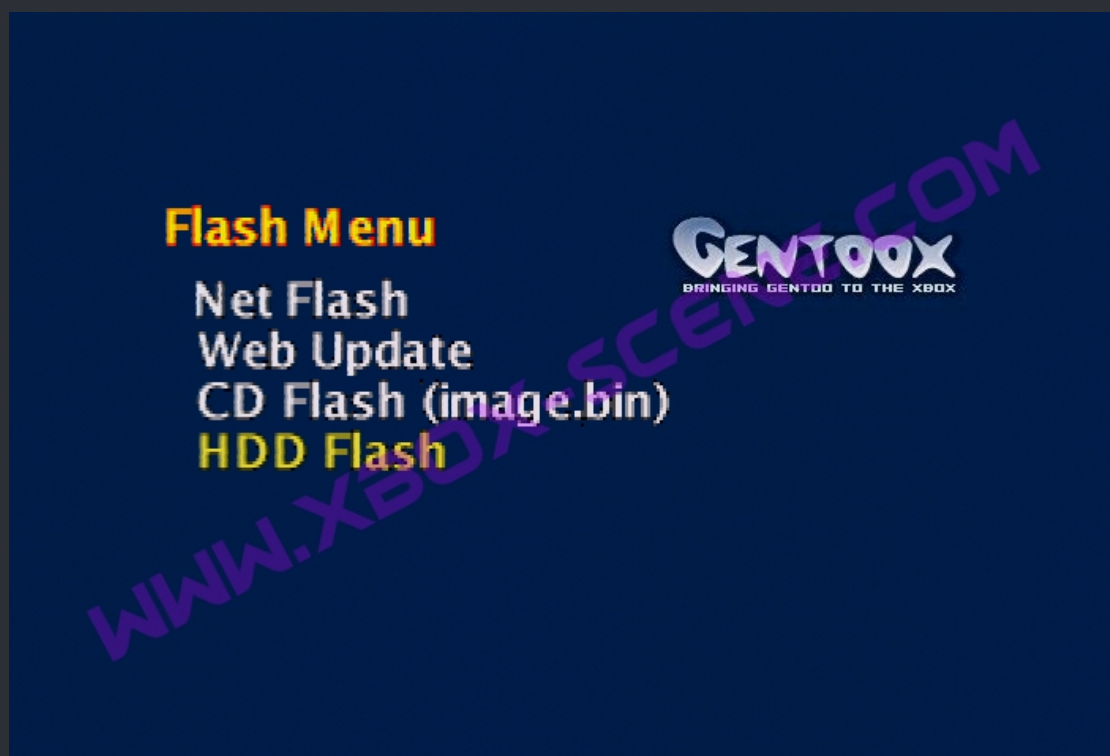 Flash Menu
GENTOOX
BRINGING GENTOO TO THE XBOX
Net Flash
Web Update
CD Flash (image.bin)
HDD Flash
WWW.XBOX-SCENE.COM